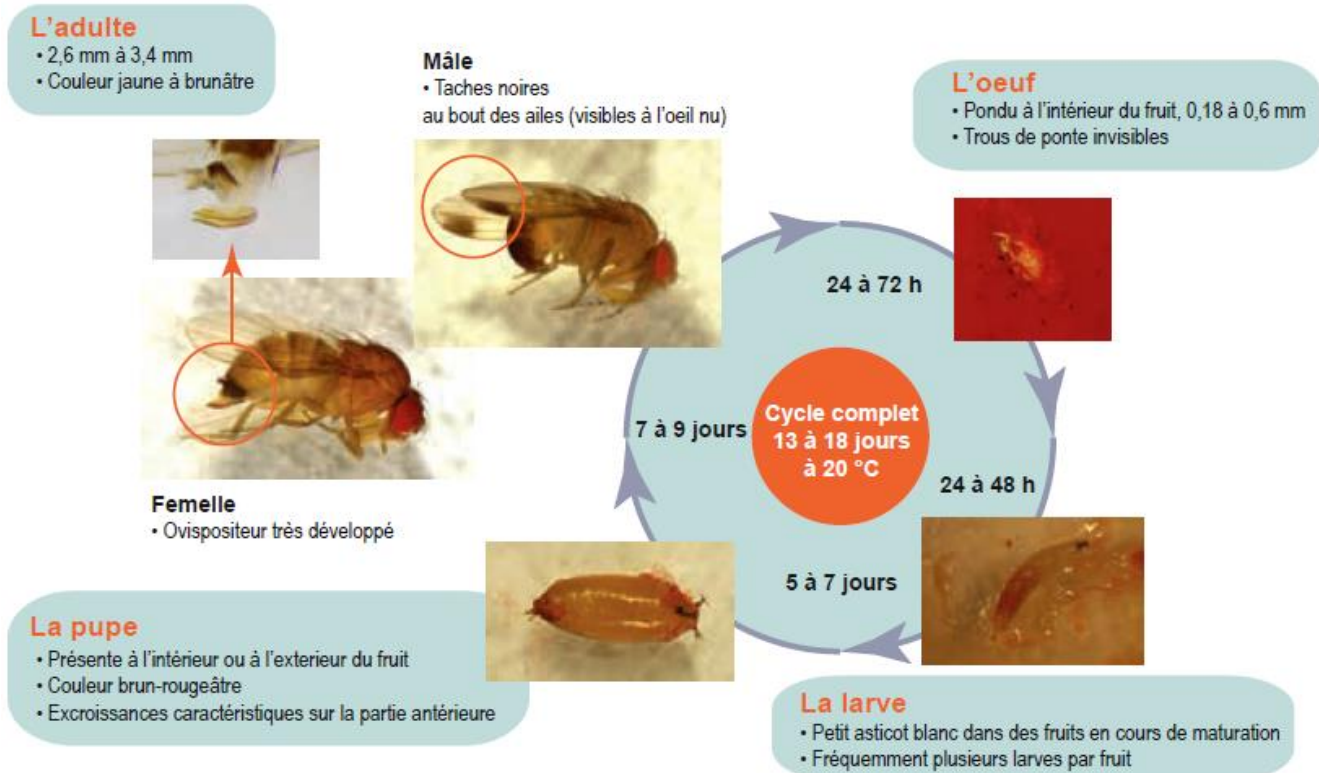 L'adulte
• 2,6 mm à 3,4 mm
• Couleur jaune à brunâtre
Mâle
• Taches noires
au bout des ailes (visibles à l'oeil nu)
L'oeuf
• Pondu à l'intérieur du fruit, 0,18 à 0,6 mm
• Trous de ponte invisibles
24 à 72 h
Cycle complet
13 à 18 jours
à 20 °C
7 à 9 jours
24 à 48 h
5 à 7 jours
Femelle
• Ovispositeur très développé
La pupe
• Présente à l'intérieur ou à l'exterieur du fruit
• Couleur brun-rougeâtre
• Excroissances caractéristiques sur la partie antérieure
La larve
• Petit asticot blanc dans des fruits en cours de maturation
• Fréquemment plusieurs larves par fruit